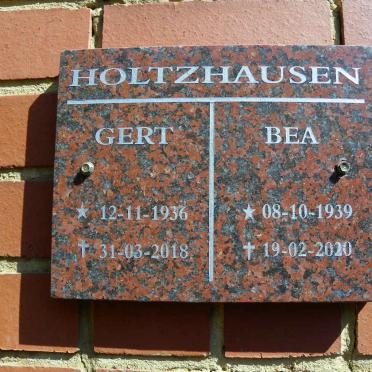 HOLTZHAUSEN
GERT BEA
★ 12-11-1936 ★ 08-10-1939
✝ 31-03-2018 ✝ 19-02-2020